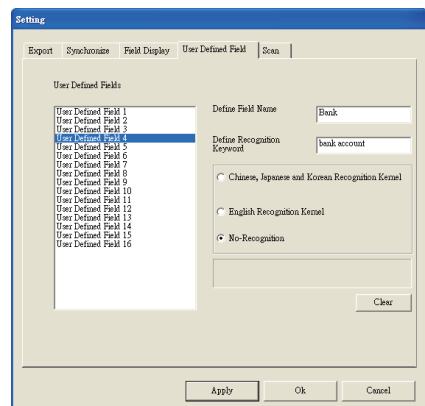 Setting
Export Synchronize Field Display User Defined Field Scan
User Defined Fields
User Defined Field 1
User Defined Field 2
User Defined Field 3
User Defined Field 4
User Defined Field 5
User Defined Field 6
User Defined Field 7
User Defined Field 8
User Defined Field 9
User Defined Field 10
User Defined Field 11
User Defined Field 12
User Defined Field 13
User Defined Field 14
User Defined Field 15
User Defined Field 16
Define Field Name
Bank
Define Recognition
Keyword
bank account
Chinese, Japanese and Korean Recognition Kernel
English Recognition Kernel
No-Recognition
Clear
Apply Ok Cancel